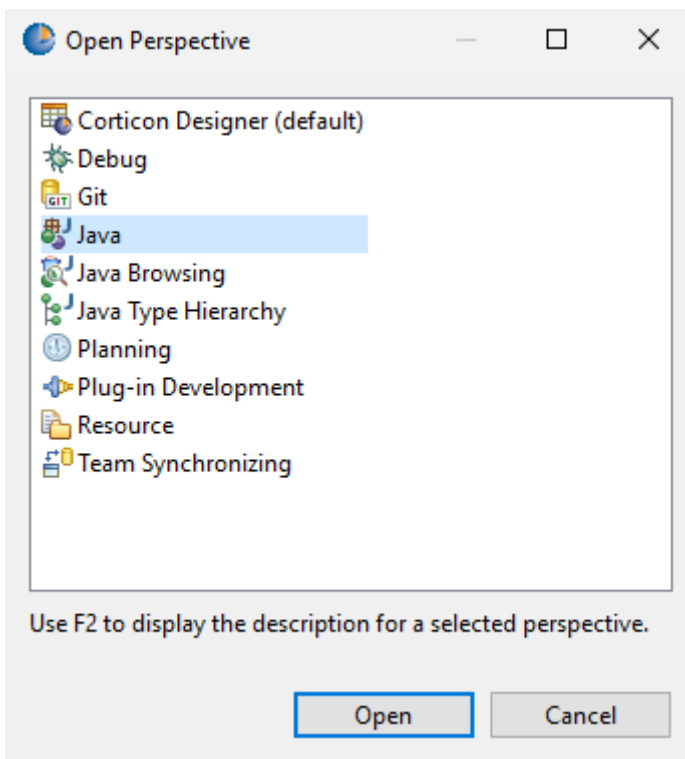 Open Perspective
Corticon Designer (default)
Debug
GIT Git
Java
Java Browsing
Java Type Hierarchy
Planning
Plug-in Development
Resource
Team Synchronizing
Use F2 to display the description for a selected perspective.
Open Cancel